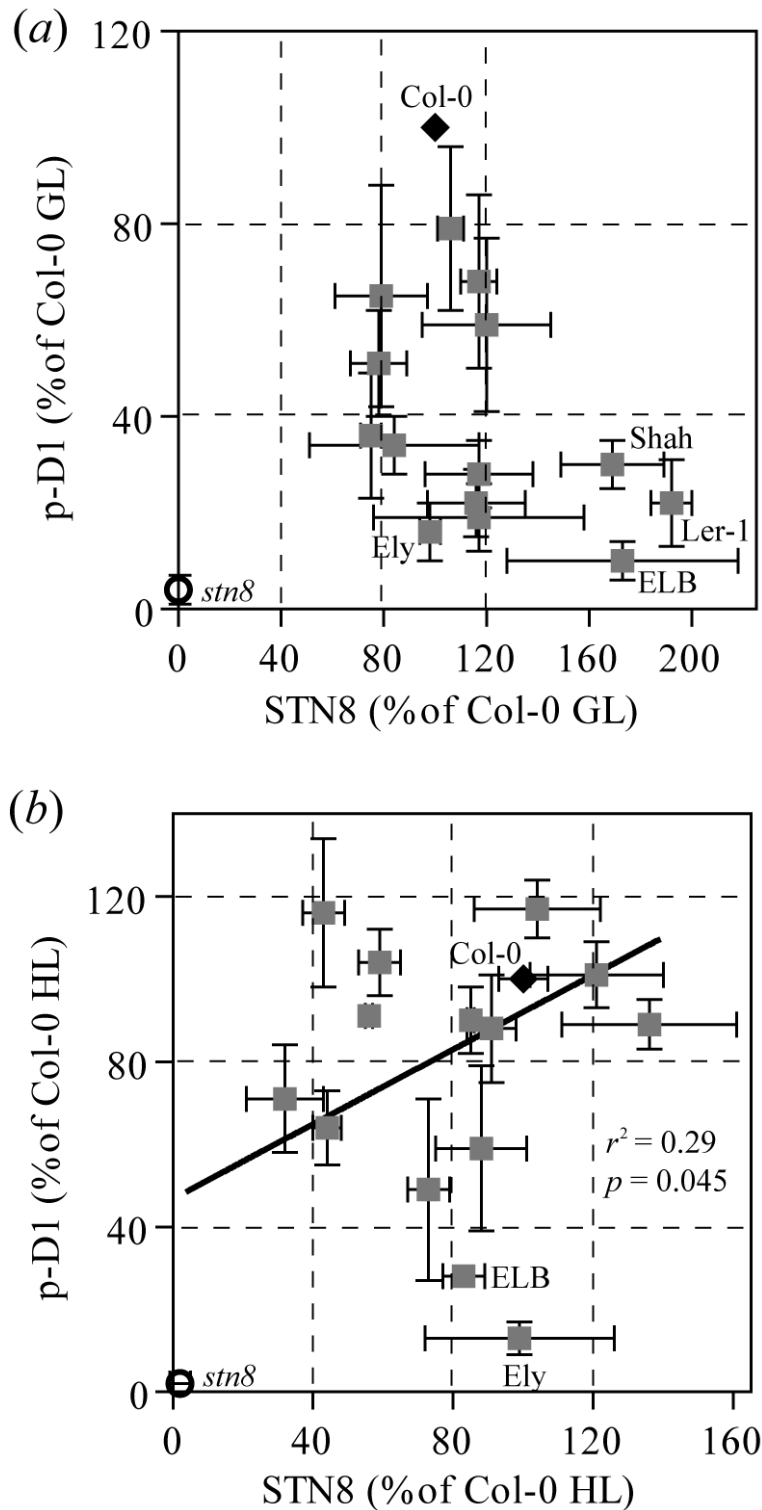 (a)
120
80
40
0
p-D1 (%of Col-0 GL)
Col-0
Shah
Ler-1
Ely
ELB
stn8
0 40 80 120 160 200
STN8 (%of Col-0 GL)
(b)
120
80
40
0
p-D1 (%of Col-0 HL)
Col-0
r² = 0.29
p = 0.045
ELB
Ely
stn8
0 40 80 120 160
STN8 (%of Col-0 HL)